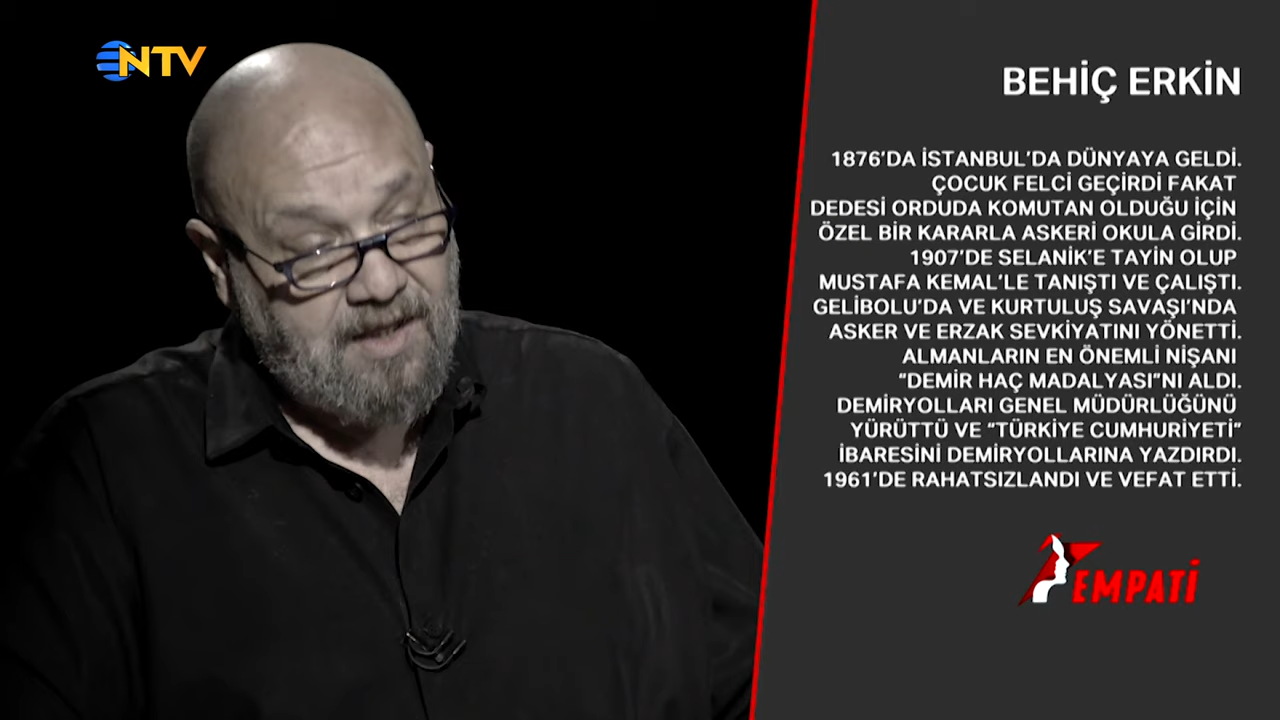 NTV
BEHİÇ ERKİN
1876'DA İSTANBUL'DA DÜNYAYA GELDİ.
ÇOCUK FELCİ GEÇİRDİ FAKAT
DEDESİ ORDUDA KOMUTAN OLDUĞU İÇİN
ÖZEL BİR KARARLA ASKERİ OKULA GİRDİ.
1907'DE SELANİK'E TAYİN OLUP
MUSTAFA KEMAL'LE TANIŞTI VE ÇALIŞTI.
GELİBOLU'DA VE KURTULUŞ SAVAŞI'NDA
ASKER VE ERZAK SEVKİYATINI YÖNETTİ.
ALMANLARIN EN ÖNEMLİ NİŞANI
"DEMİR HAÇ MADALYASI"NI ALDI.
DEMİRYOLLARI GENEL MÜDÜRLÜĞÜNÜ
YÜRÜTTÜ VE "TÜRKİYE CUMHURİYETİ"
İBARESİNİ DEMİRYOLLARINA YAZDIRDI.
1961'DE RAHATSIZLANDI VE VEFAT ETTİ.
EMPATİ